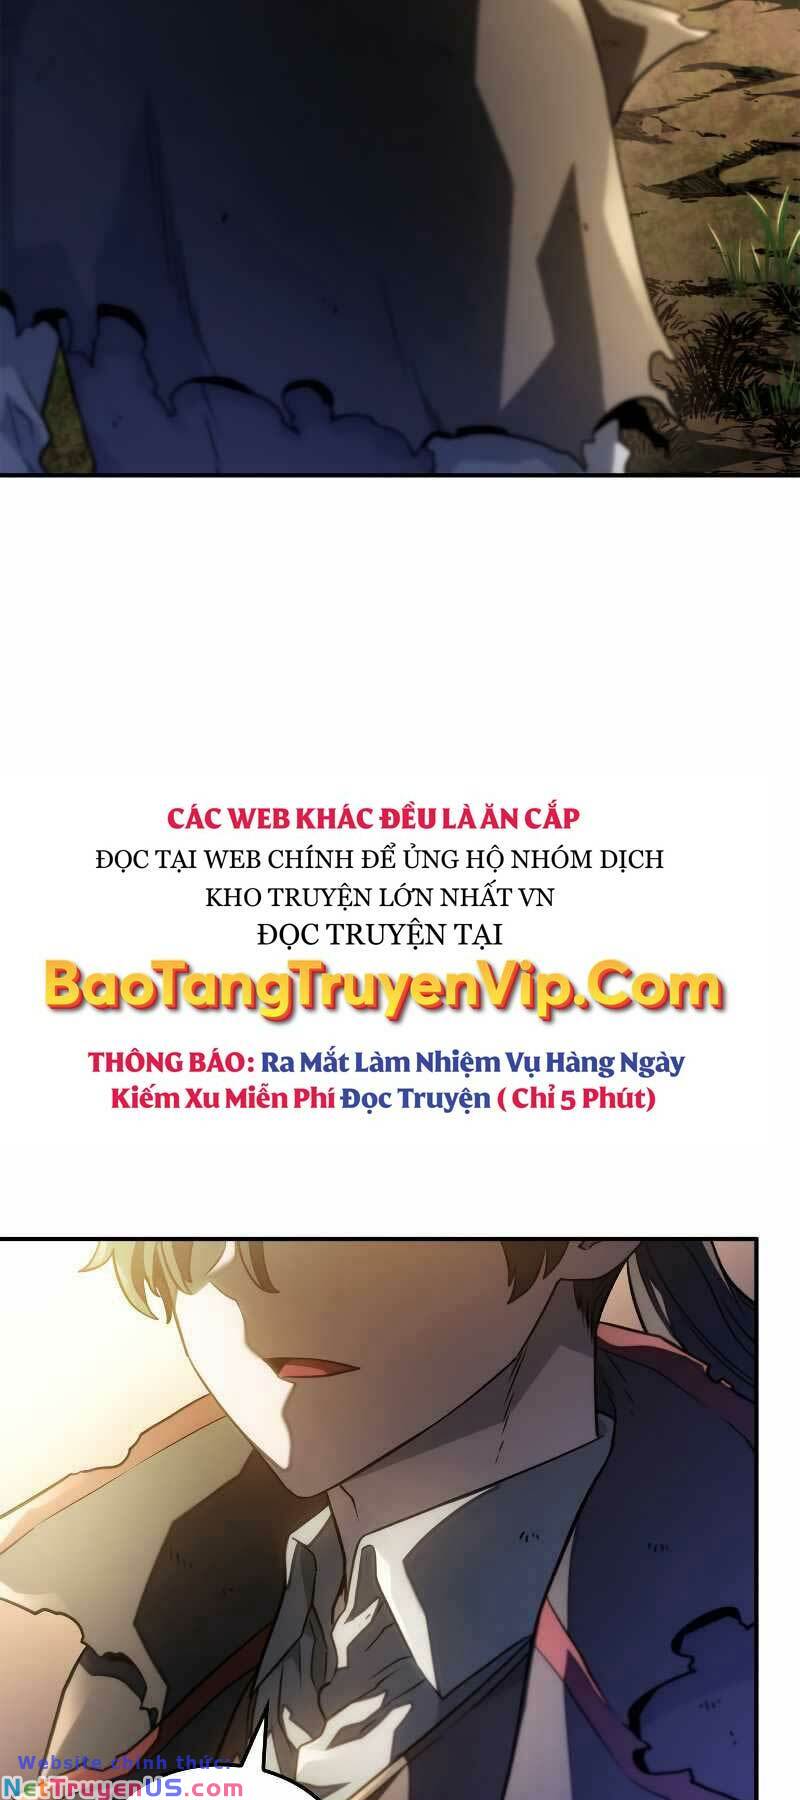 CÁC WEB KHÁC ĐỀU LÀ ĂN CẮP
ĐỌC TẠI WEB CHÍNH ĐỂ ỦNG HỘ NHÓM DỊCH
KHO TRUYỆN LỚN NHẤT VN
ĐỌC TRUYỆN TẠI
BaoTangTruyenVip.Com
THÔNG BÁO: Ra Mắt Làm Nhiệm Vụ Hàng Ngày
Kiếm Xu Miễn Phí Đọc Truyện ( Chỉ 5 Phút)
Website chính thức:
NetTruyenUS.com